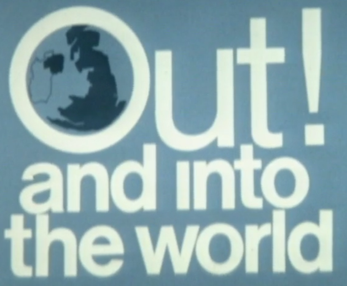 Out!
and into
the world